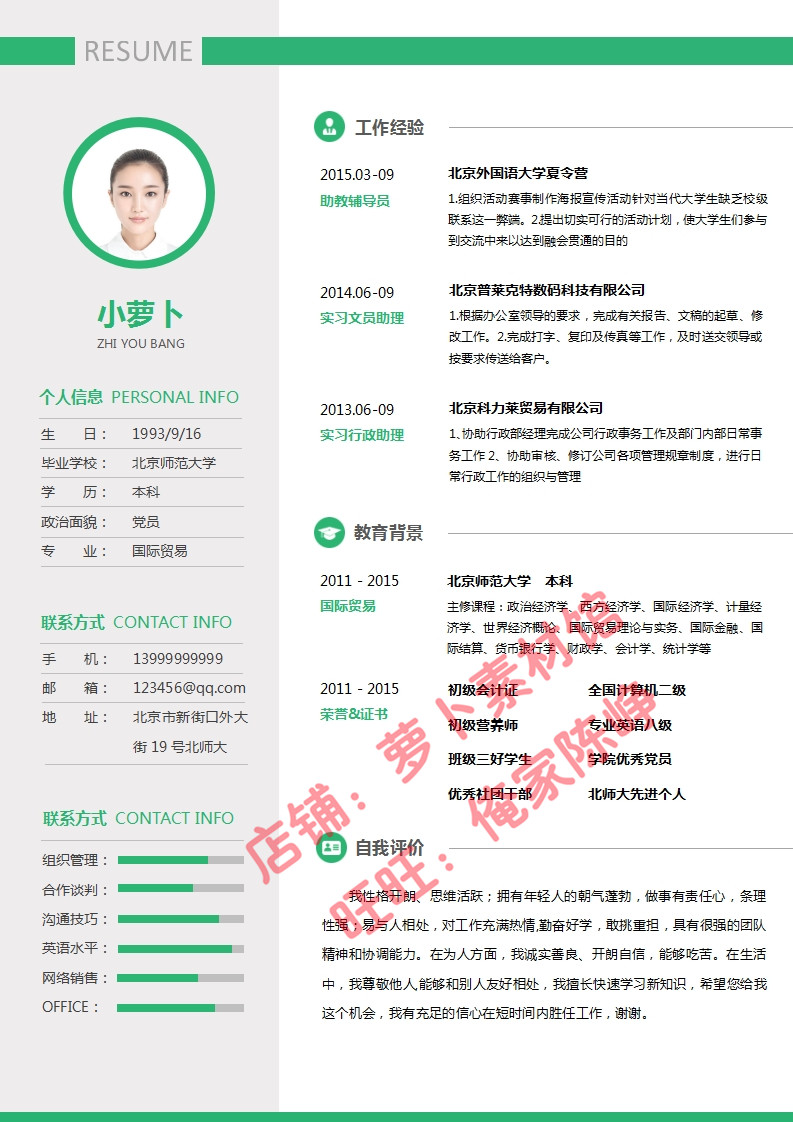 RESUME
小萝卜
ZHI YOU BANG
个人信息 PERSONAL INFO
生 日： 1993/9/16
毕业学校： 北京师范大学
学 历： 本科
政治面貌： 党员
专 业： 国际贸易
联系方式 CONTACT INFO
手 机： 13999999999
邮 箱： 123456@qq.com
地 址： 北京市新街口外大
街 19 号北师大
联系方式 CONTACT INFO
组织管理：
合作谈判：
沟通技巧：
英语水平：
网络销售：
OFFICE：
工作经验
2015.03-09 北京外国语大学夏令营
助教辅导员
1.组织活动赛事制作海报宣传活动针对当代大学生缺乏校级
联系这一弊端。2.提出切实可行的活动计划，使大学生们参与
到交流中来以达到融会贯通的目的
2014.06-09 北京普莱克特数码科技有限公司
实习文员助理
1.根据办公室领导的要求，完成有关报告、文稿的起草、修
改工作。2.完成打字、复印及传真等工作，及时送交领导或
按要求传送给客户。
2013.06-09 北京科力莱贸易有限公司
实习行政助理
1、协助行政部经理完成公司行政事务工作及部门内部日常事
务工作 2、协助审核、修订公司各项管理规章制度，进行日
常行政工作的组织与管理
教育背景
2011 - 2015 北京师范大学 本科
国际贸易
主修课程：政治经济学、西方经济学、国际经济学、计量经
济学、世界经济概论、国际贸易理论与实务、国际金融、国
际结算、货币银行学、财政学、会计学、统计学等
2011 - 2015 初级会计证 全国计算机二级
荣誉&证书
初级营养师 专业英语八级
班级三好学生 学院优秀党员
优秀社团干部 北师大先进个人
自我评价
我性格开朗、思维活跃；拥有年轻人的朝气蓬勃，做事有责任心，条理
性强；易与人相处，对工作充满热情,勤奋好学，敢挑重担，具有很强的团队
精神和协调能力。在为人方面，我诚实善良、开朗自信，能够吃苦。在生活
中，我尊敬他人,能够和别人友好相处，我擅长快速学习新知识，希望您给我
这个机会，我有充足的信心在短时间内胜任工作，谢谢。
店铺：萝卜素材馆
旺旺：俺家陈峥